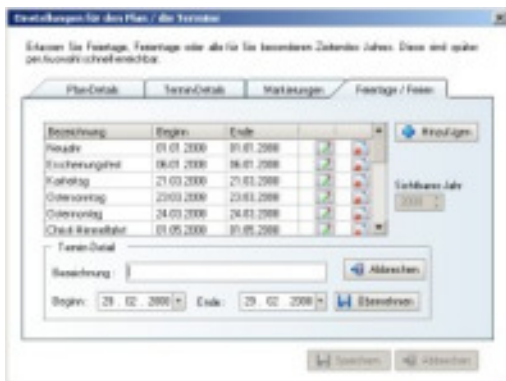 Einstellungen für den Plan / die Termine
Erfassen Sie Feiertage, Ferientage oder alle für Sie besonderen Zeiten des Jahres. Diese sind später
per Auswahl schnell erreichbar.
Plan-Details Termin-Details Markierungen Feiertage / Ferien
Bezeichnung Beginn Ende
Neujahr 01.01.2008 01.01.2008
Erscheinungsfest 06.01.2008 06.01.2008
Karfreitag 21.03.2008 21.03.2008
Ostersonntag 23.03.2008 23.03.2008
Ostermontag 24.03.2008 24.03.2008
Christi Himmelfahrt 01.05.2008 01.05.2008
Hinzufügen
Sichtbares Jahr
2008
Termin-Detail
Bezeichnung :
Abbrechen
Beginn: 29 . 02 . 2008 Ende : 29 . 02 . 2008 Übernehmen
Speichern Abbrechen